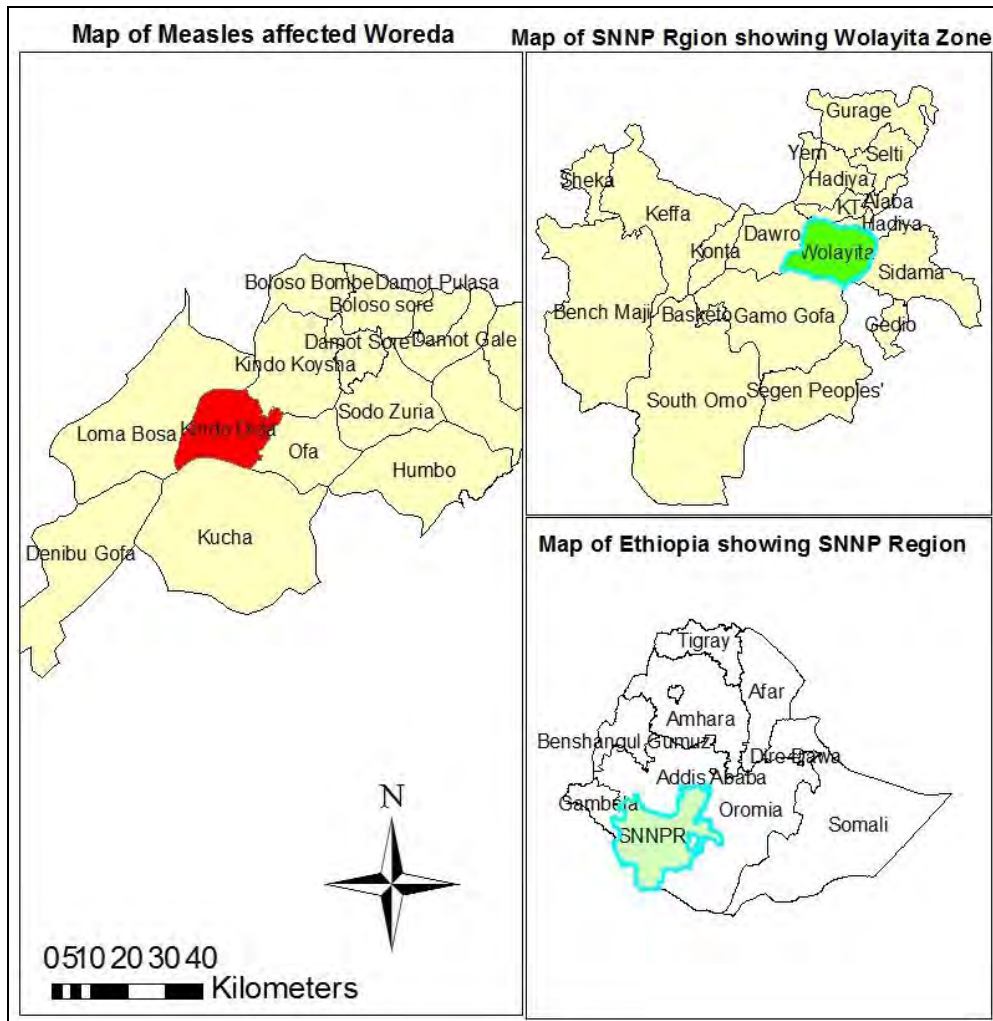 Map of Measles affected Woreda
Boloso Bombe
Damot Pulasa
Boloso sore
Damot Sore
Damot Gale
Kindo Koysha
Sodo Zuria
Loma Bosa
Kindo Dida
Ofa
Humbo
Kucha
Denibu Gofa
N
0510 20 30 40
Kilometers
Map of SNNP Rgion showing Wolayita Zone
Gurage
Yem
Selti
Hadiya
Sheka
Alaba
KT
Keffa
Hadiya
Dawro
Konta
Wolayita
Sidama
Bench Maji
Basketo
Gamo Gofa
Gedio
Segen Peoples'
South Omo
Map of Ethiopia showing SNNP Region
Tigray
Afar
Amhara
Benshangul Gumuz
Dire Dawa
Addis Ababa
Gambela
Oromia
Somali
SNNPR